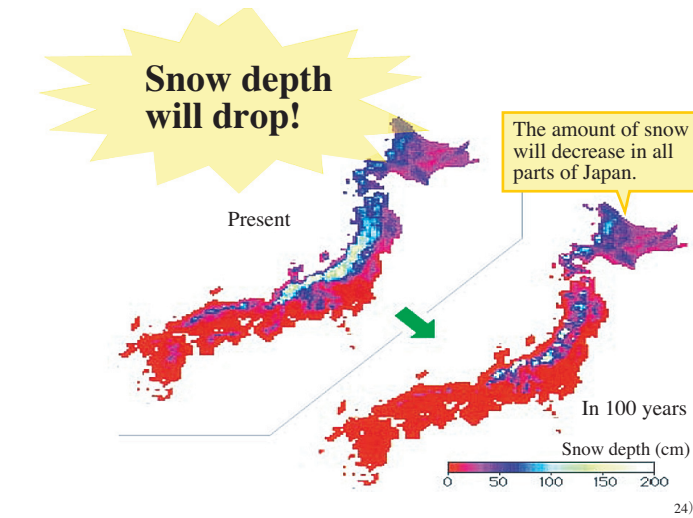 Snow depth
will drop!
The amount of snow
will decrease in all
parts of Japan.
Present
In 100 years
Snow depth (cm)
0 50 100 150 200
24)